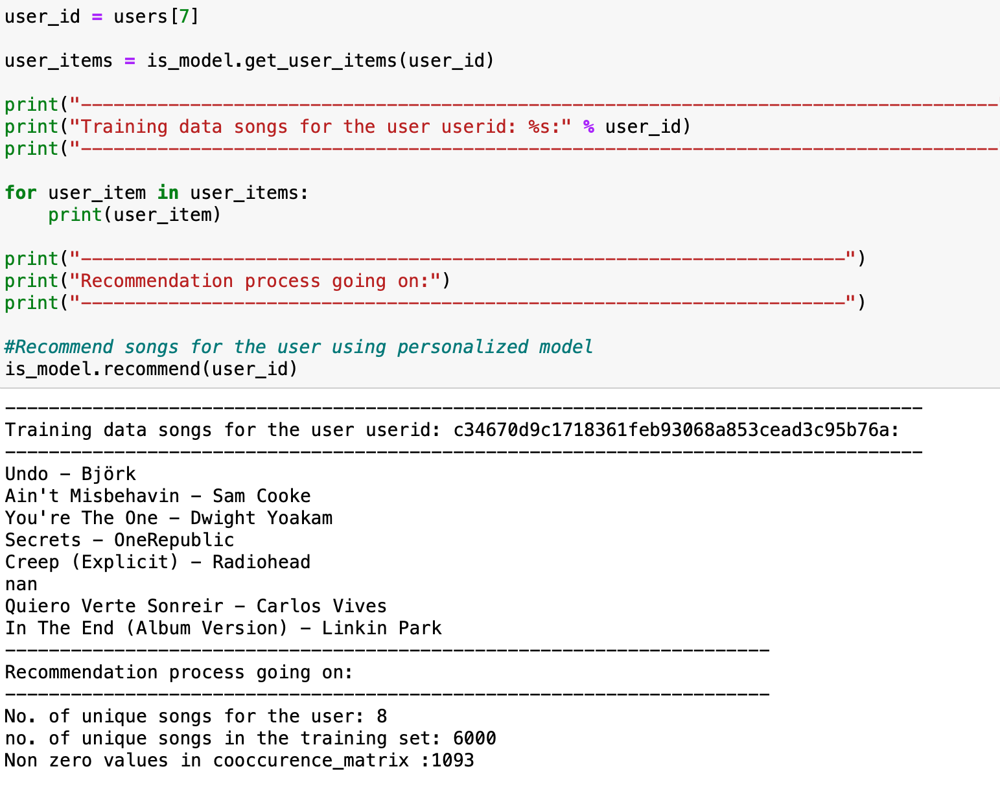 user_id = users[7]
user_items = is_model.get_user_items(user_id)
print("------------------------------------------------------------------------------------
print("Training data songs for the user userid: %s:" % user_id)
print("------------------------------------------------------------------------------------
for user_item in user_items:
    print(user_item)
print("----------------------------------------------------------------------")
print("Recommendation process going on:")
print("----------------------------------------------------------------------")
#Recommend songs for the user using personalized model
is_model.recommend(user_id)
------------------------------------------------------------------------------------
Training data songs for the user userid: c34670d9c1718361feb93068a853cead3c95b76a:
------------------------------------------------------------------------------------
Undo - Björk
Ain't Misbehavin - Sam Cooke
You're The One - Dwight Yoakam
Secrets - OneRepublic
Creep (Explicit) - Radiohead
nan
Quiero Verte Sonreir - Carlos Vives
In The End (Album Version) - Linkin Park
----------------------------------------------------------------------
Recommendation process going on:
----------------------------------------------------------------------
No. of unique songs for the user: 8
no. of unique songs in the training set: 6000
Non zero values in cooccurence_matrix :1093